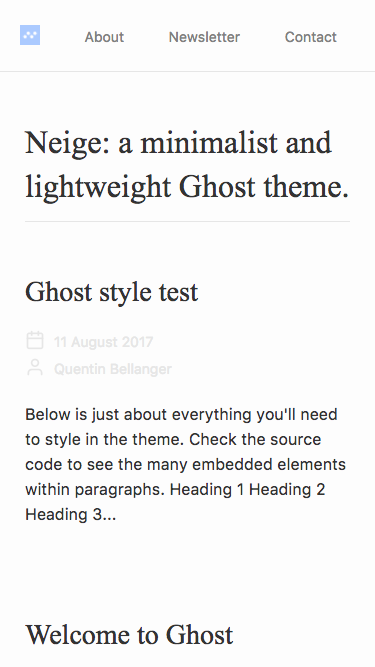 About Newsletter Contact
Neige: a minimalist and
lightweight Ghost theme.
Ghost style test
11 August 2017
Quentin Bellanger
Below is just about everything you'll need
to style in the theme. Check the source
code to see the many embedded elements
within paragraphs. Heading 1 Heading 2
Heading 3...
Welcome to Ghost